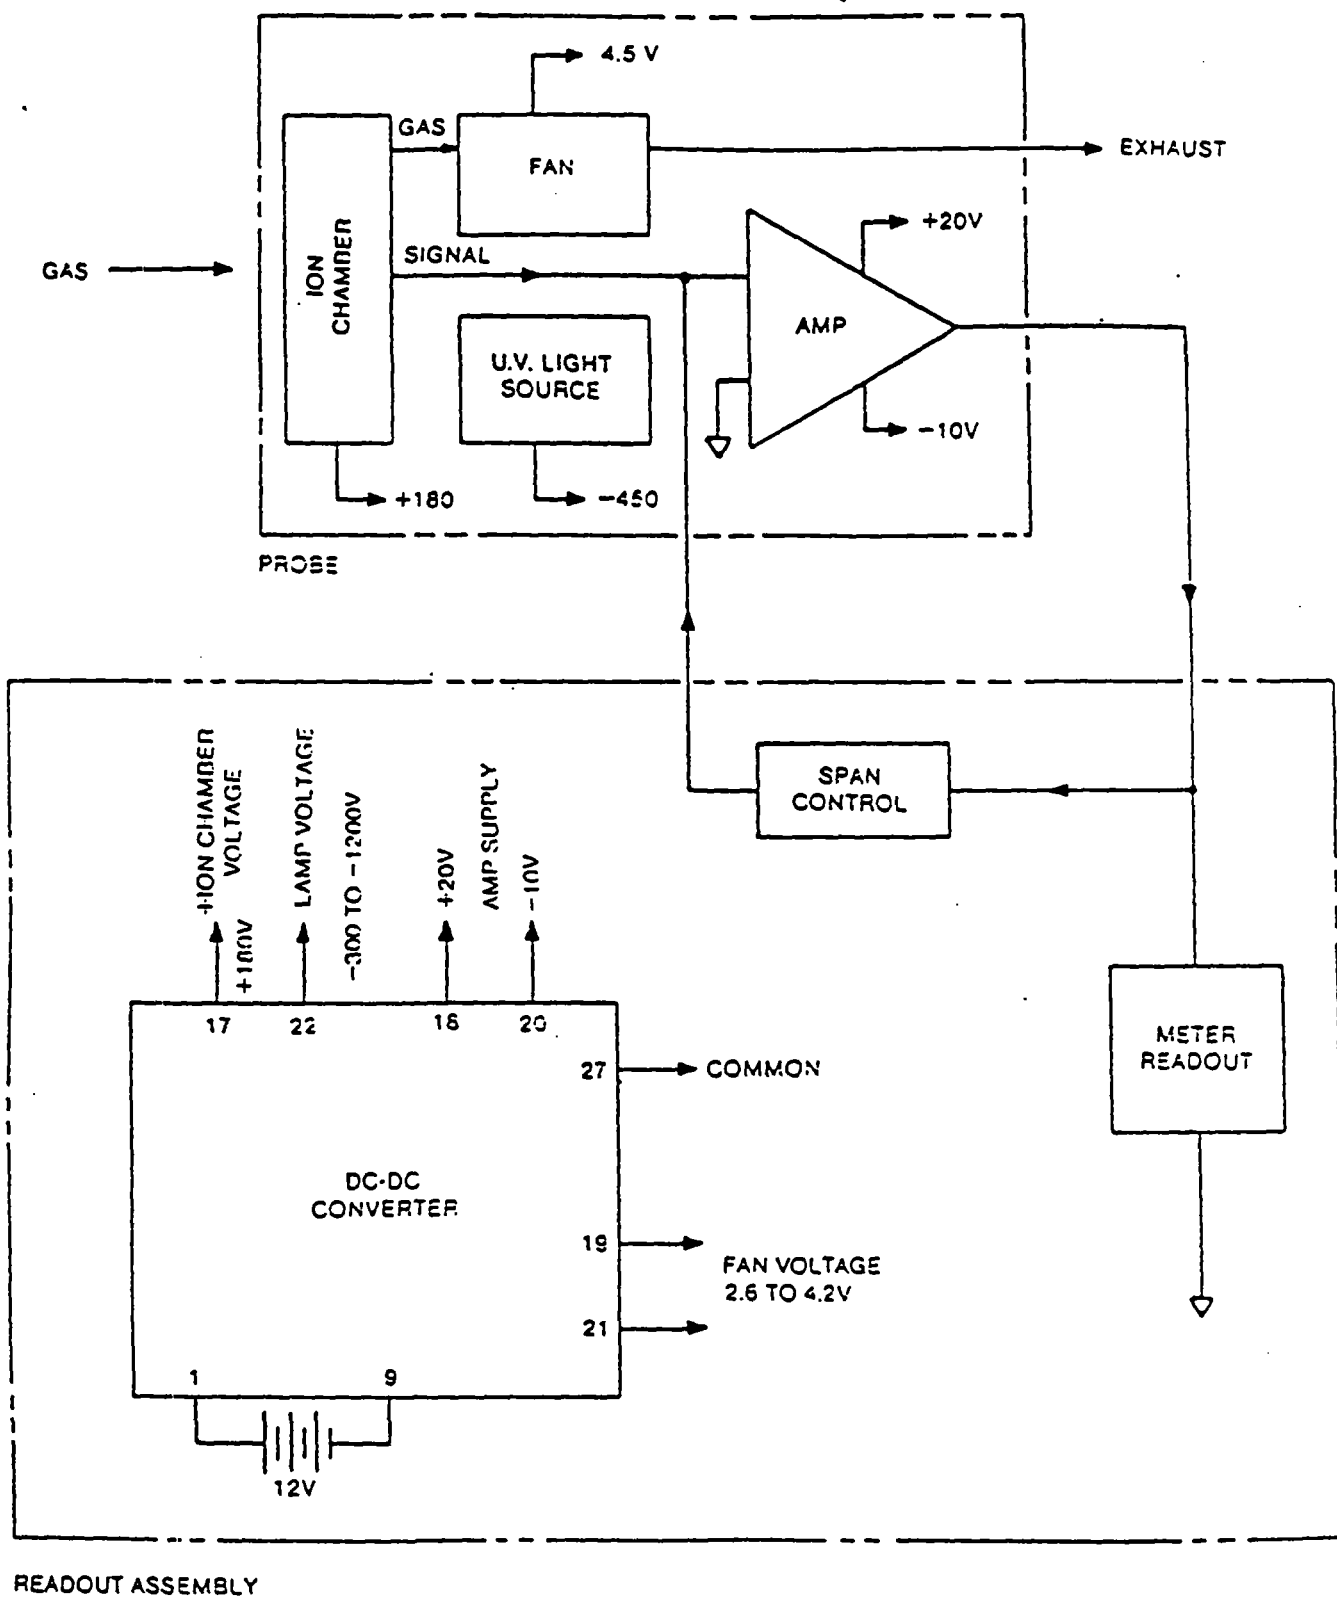 4.5 V
GAS
FAN
EXHAUST
+20V
SIGNAL
GAS
ION
CHAMBER
AMP
U.V. LIGHT
SOURCE
-10V
+180
-450
PROBE
SPAN
CONTROL
+ION CHAMBER
VOLTAGE
+180V
LAMP VOLTAGE
-300 TO -1200V
+20V
AMP SUPPLY
-10V
17
22
18
20
27
COMMON
METER
READOUT
DC-DC
CONVERTER
19
FAN VOLTAGE
2.6 TO 4.2V
21
1
9
12V
READOUT ASSEMBLY